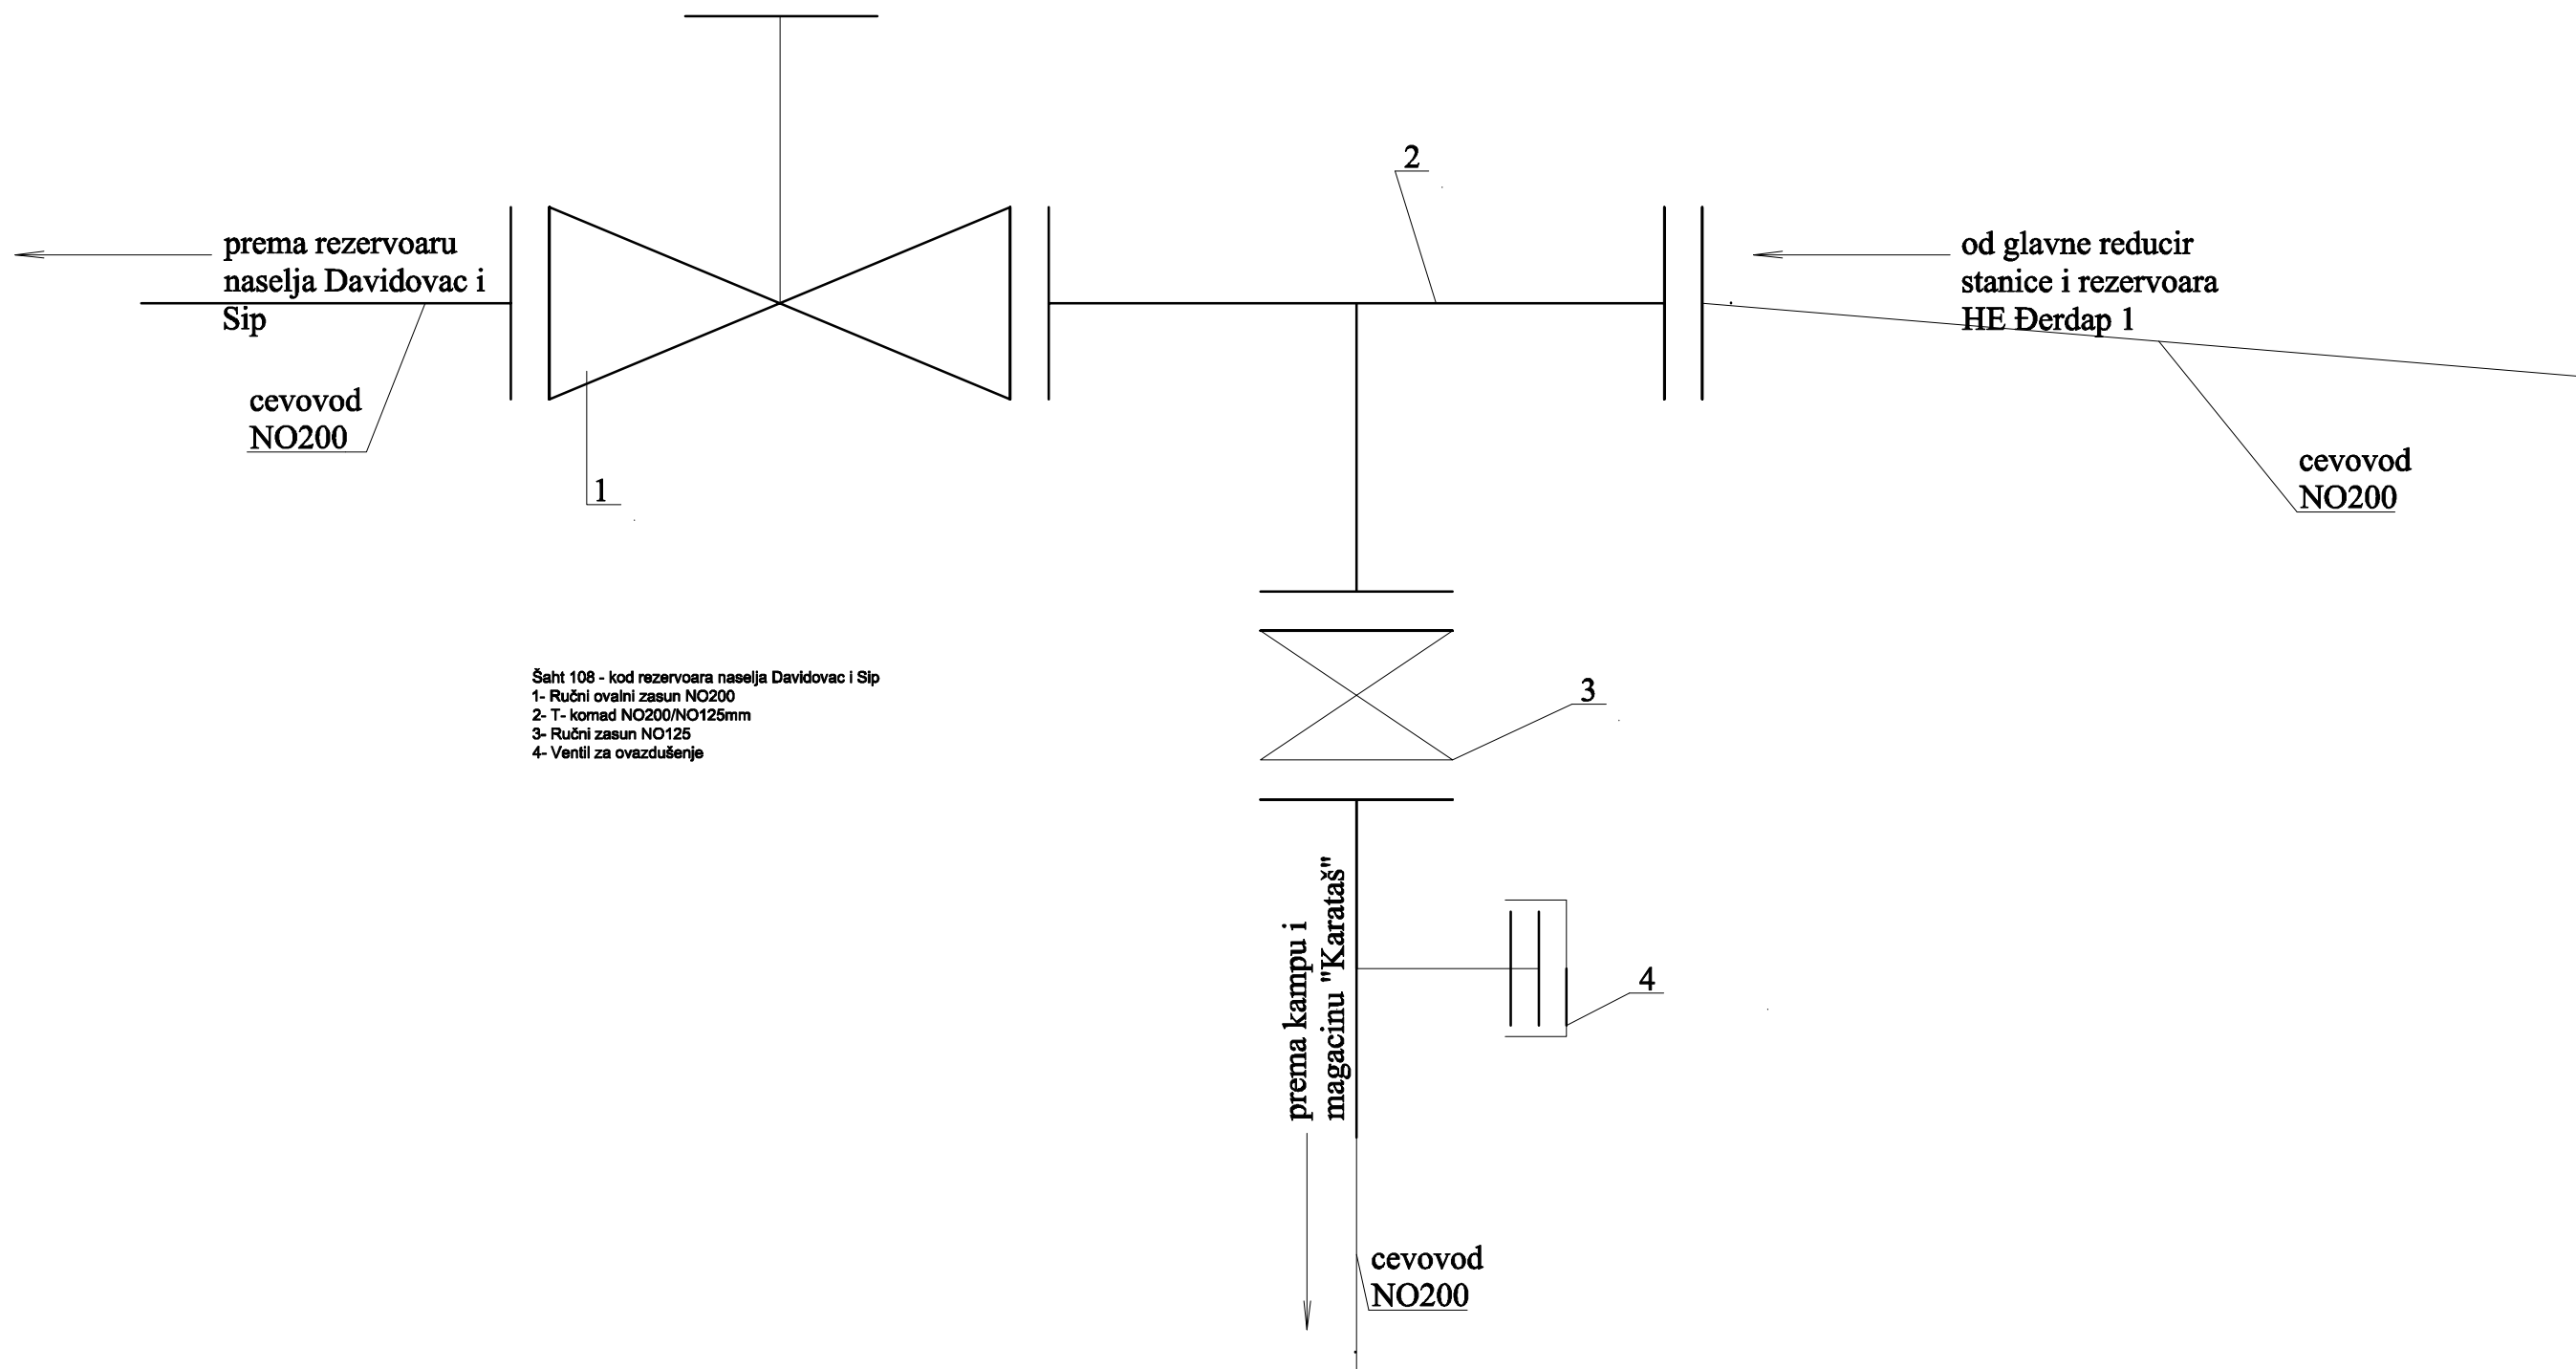 2
prema rezervoaru
naselja Davidovac i
Sip
od glavne reducir
stanice i rezervoara
HE Đerdap 1
cevovod
NO200
1
cevovod
NO200
Šaht 108 - kod rezervoara naselja Davidovac i Sip
1- Ručni ovalni zasun NO200
2- T- komad NO200/NO125mm
3- Ručni zasun NO125
4- Ventil za ovazdušenje
3
prema kampu i
magacinu "Karataš"
4
cevovod
NO200